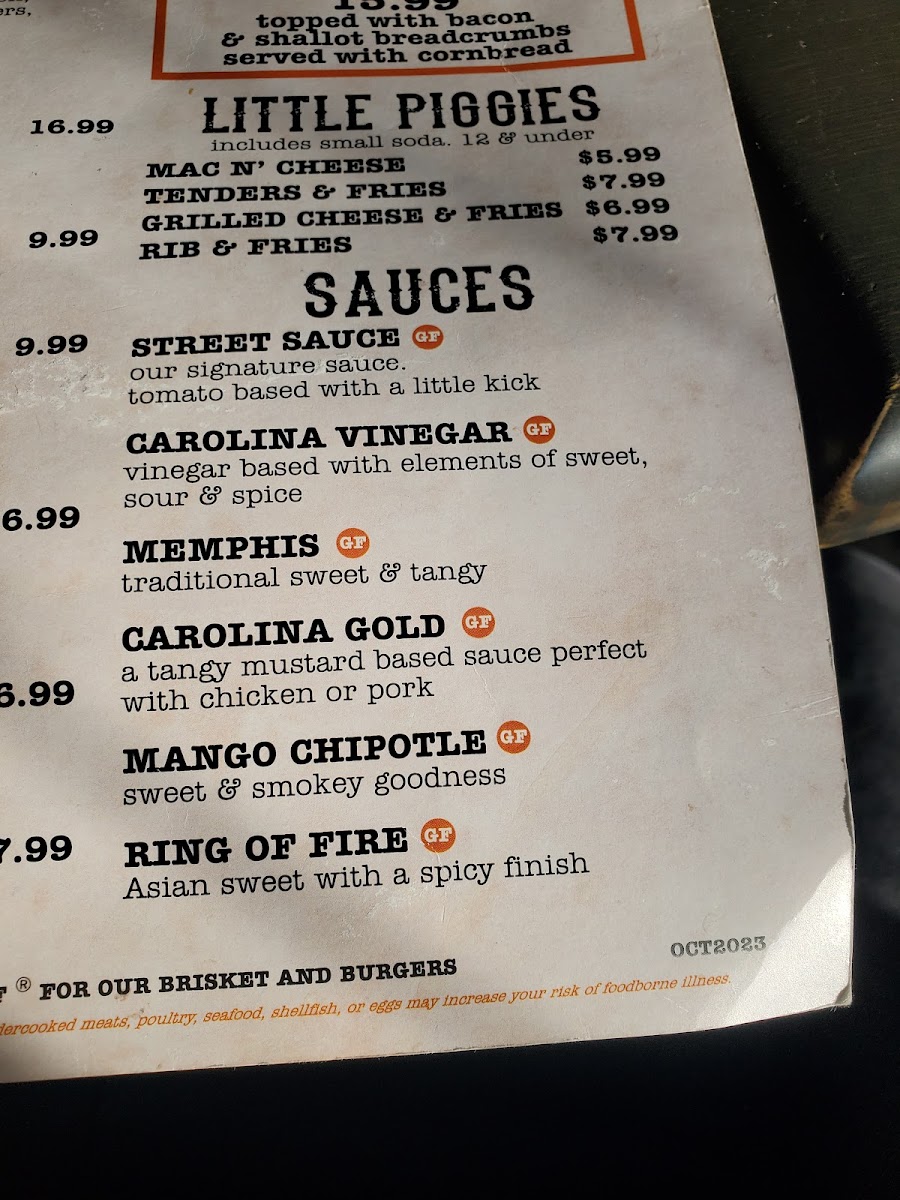 ers,
15.99
topped with bacon
& shallot breadcrumbs
served with cornbread
16.99
9.99
9.99
6.99
6.99
7.99
LITTLE PIGGIES
includes small soda. 12 & under
MAC N' CHEESE $5.99
TENDERS & FRIES $7.99
GRILLED CHEESE & FRIES $6.99
RIB & FRIES $7.99
SAUCES
STREET SAUCE GF
our signature sauce.
tomato based with a little kick
CAROLINA VINEGAR GF
vinegar based with elements of sweet,
sour & spice
MEMPHIS GF
traditional sweet & tangy
CAROLINA GOLD GF
a tangy mustard based sauce perfect
with chicken or pork
MANGO CHIPOTLE GF
sweet & smokey goodness
RING OF FIRE GF
Asian sweet with a spicy finish
OCT2023
® FOR OUR BRISKET AND BURGERS
dercooked meats, poultry, seafood, shellfish, or eggs may increase your risk of foodborne illness.